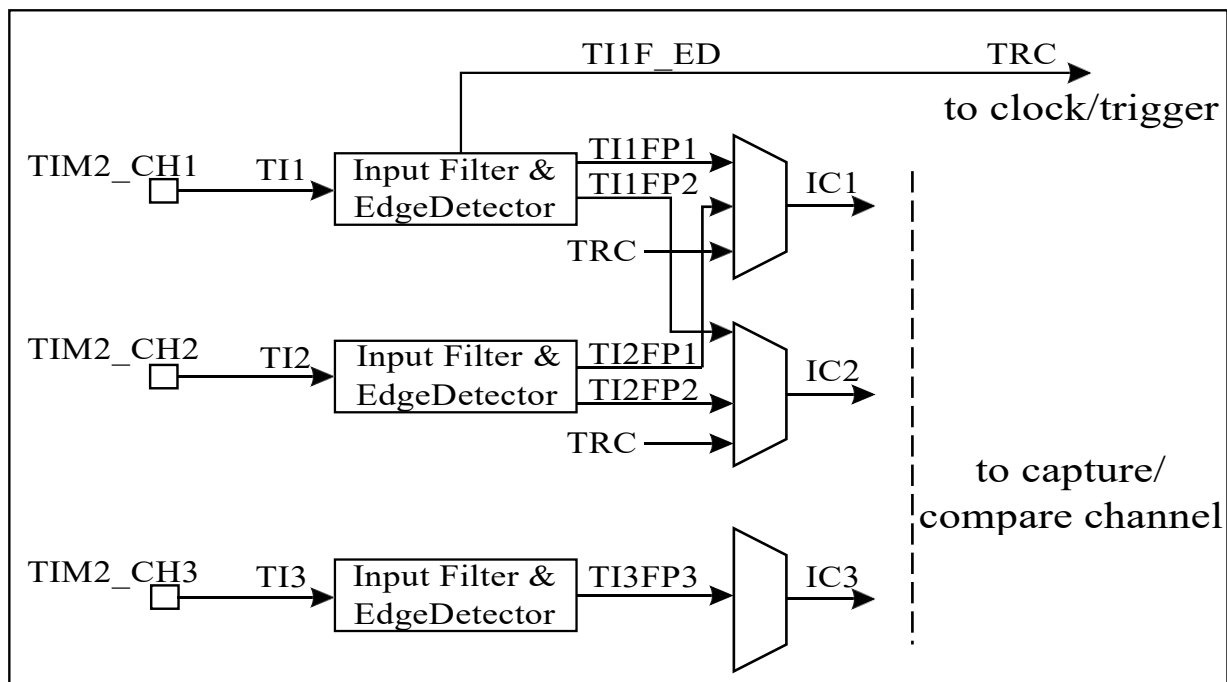 TI1F_ED
TRC
to clock/trigger
TIM2_CH1
TI1
Input Filter &
EdgeDetector
TI1FP1
TI1FP2
TRC
IC1
TIM2_CH2
TI2
Input Filter &
EdgeDetector
TI2FP1
TI2FP2
TRC
IC2
to capture/
compare channel
TIM2_CH3
TI3
Input Filter &
EdgeDetector
TI3FP3
IC3